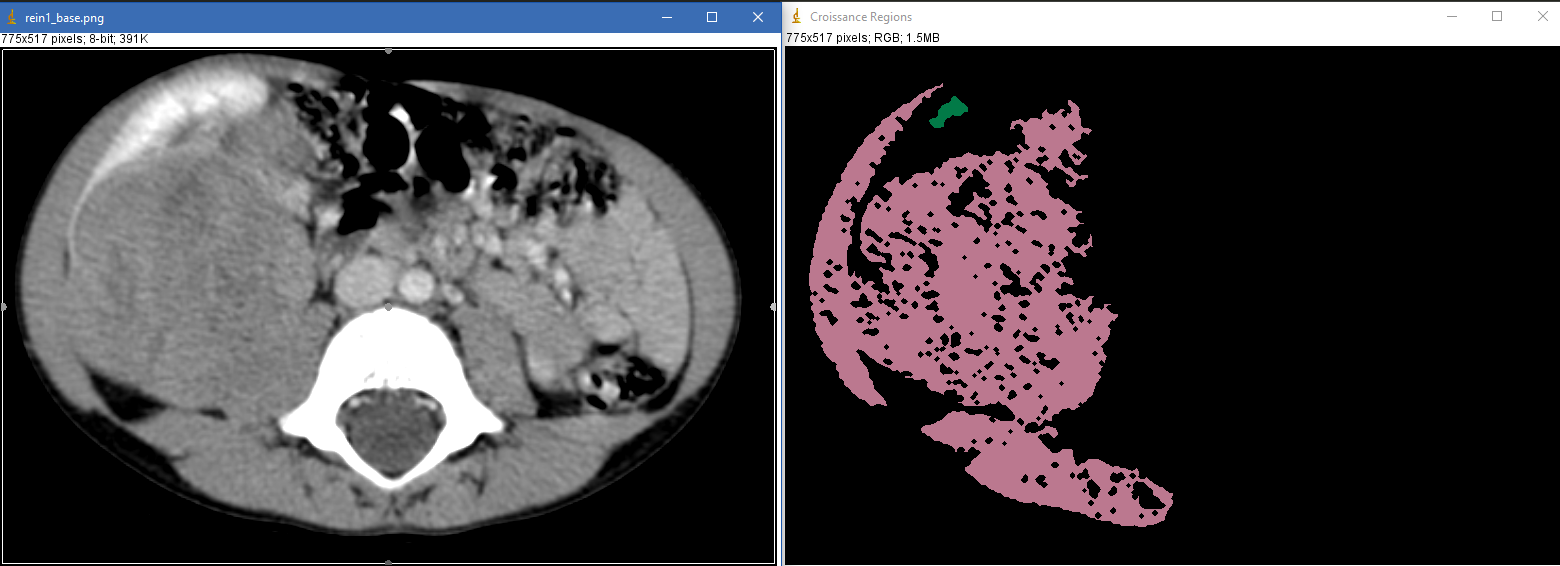 rein1_base.png
775x517 pixels; 8-bit; 391K
Croissance Regions
775x517 pixels; RGB; 1.5MB